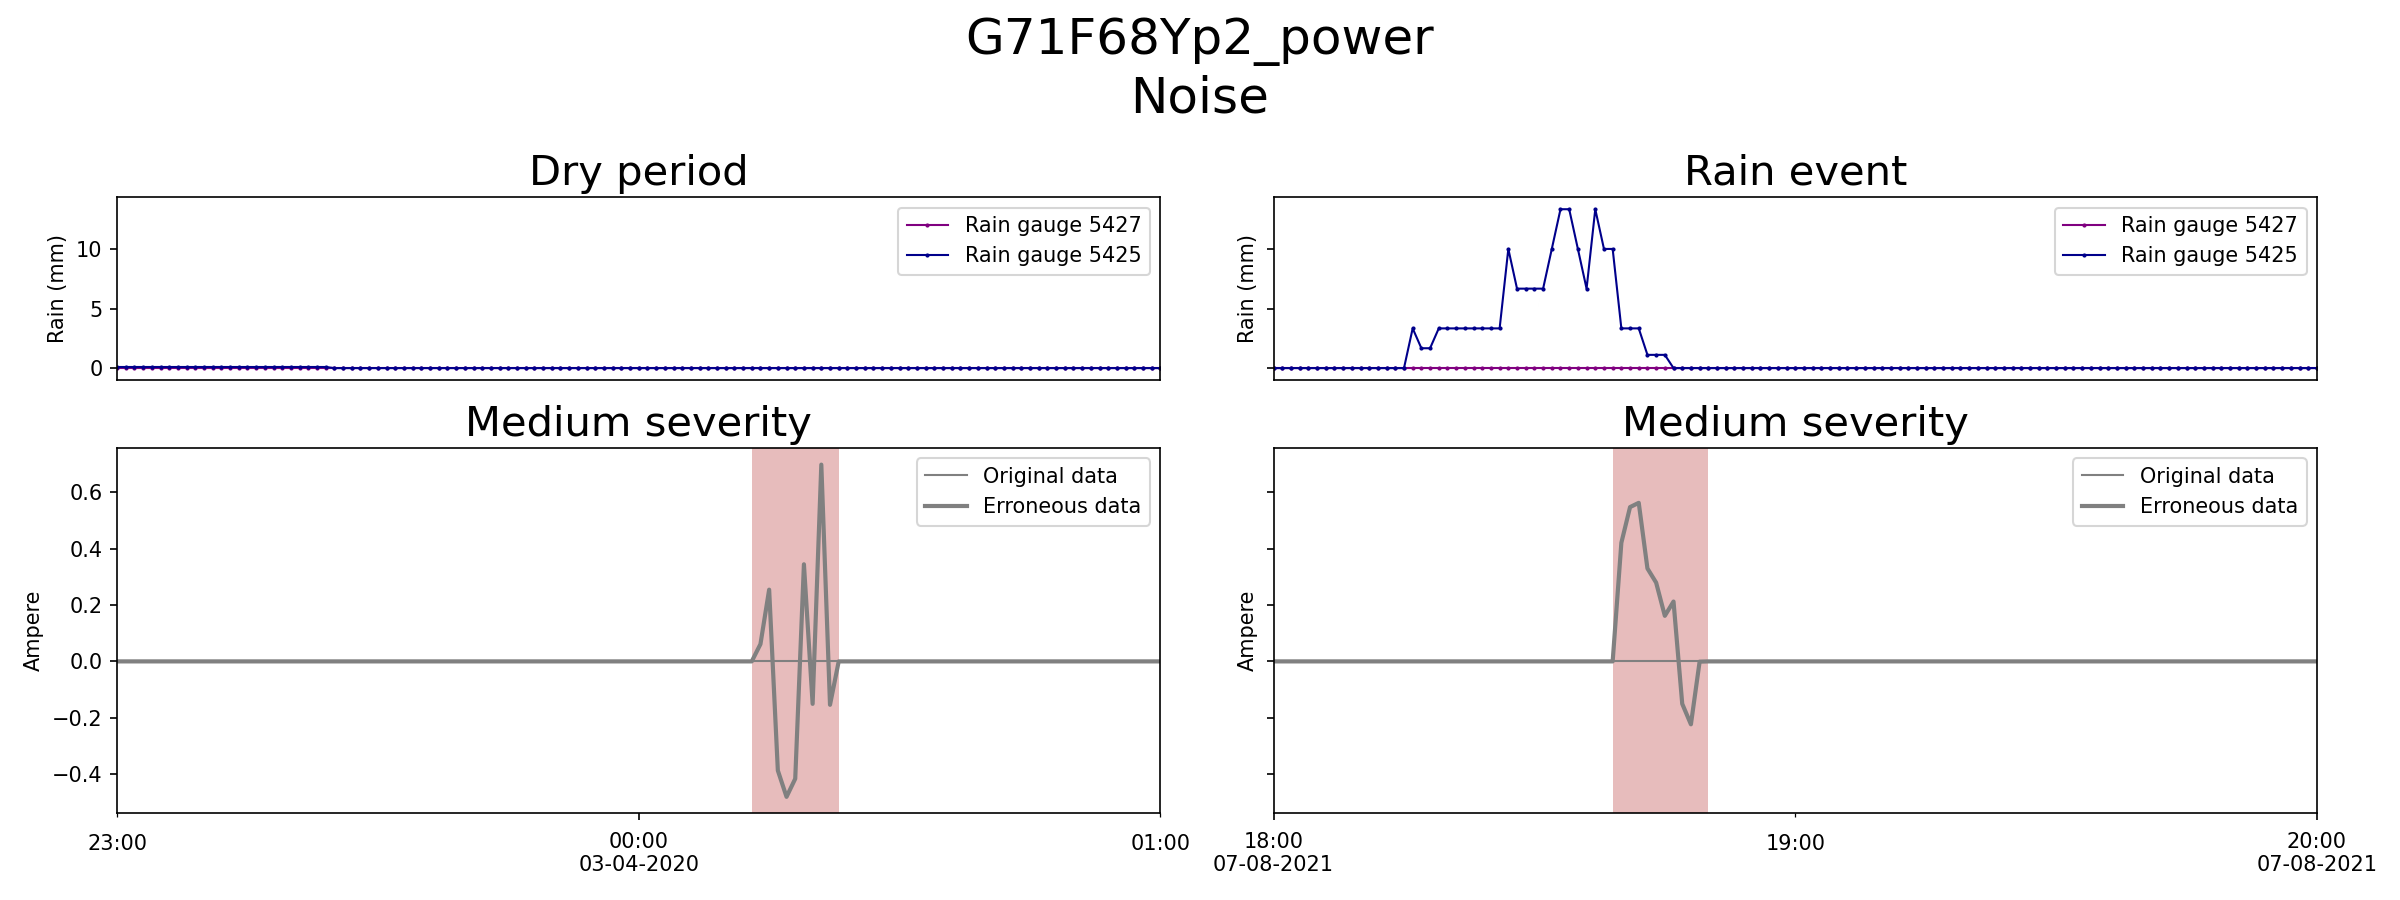 G71F68Yp2_power
Noise
Dry period
Rain event
Rain (mm)
10
5
0
Rain gauge 5427
Rain gauge 5425
Rain (mm)
Rain gauge 5427
Rain gauge 5425
Medium severity
Medium severity
Ampere
0.6
0.4
0.2
0.0
−0.2
−0.4
Original data
Erroneous data
Ampere
Original data
Erroneous data
23:00
00:00
03-04-2020
01:00
18:00
07-08-2021
19:00
20:00
07-08-2021